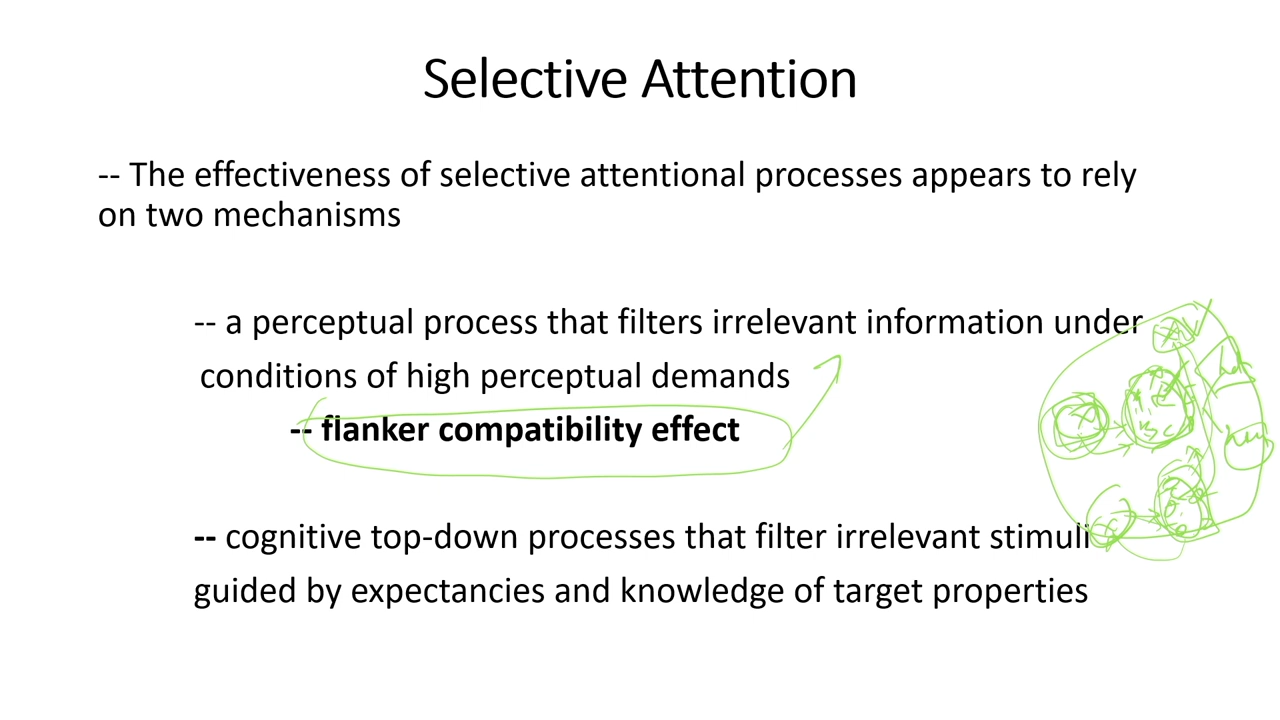 Selective Attention
-- The effectiveness of selective attentional processes appears to rely
on two mechanisms
-- a perceptual process that filters irrelevant information under
conditions of high perceptual demands
-- flanker compatibility effect
-- cognitive top-down processes that filter irrelevant stimuli
guided by expectancies and knowledge of target properties